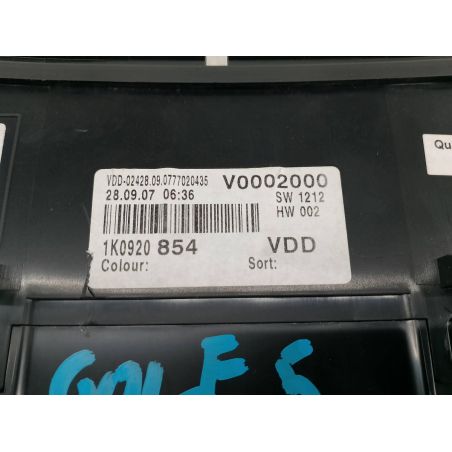 VDD-02428.09.0777020435 V0002000
28.09.07 06:36 SW 1212
HW 002
1K0920 854 VDD
Colour: Sort:
Qu
GOLF 5